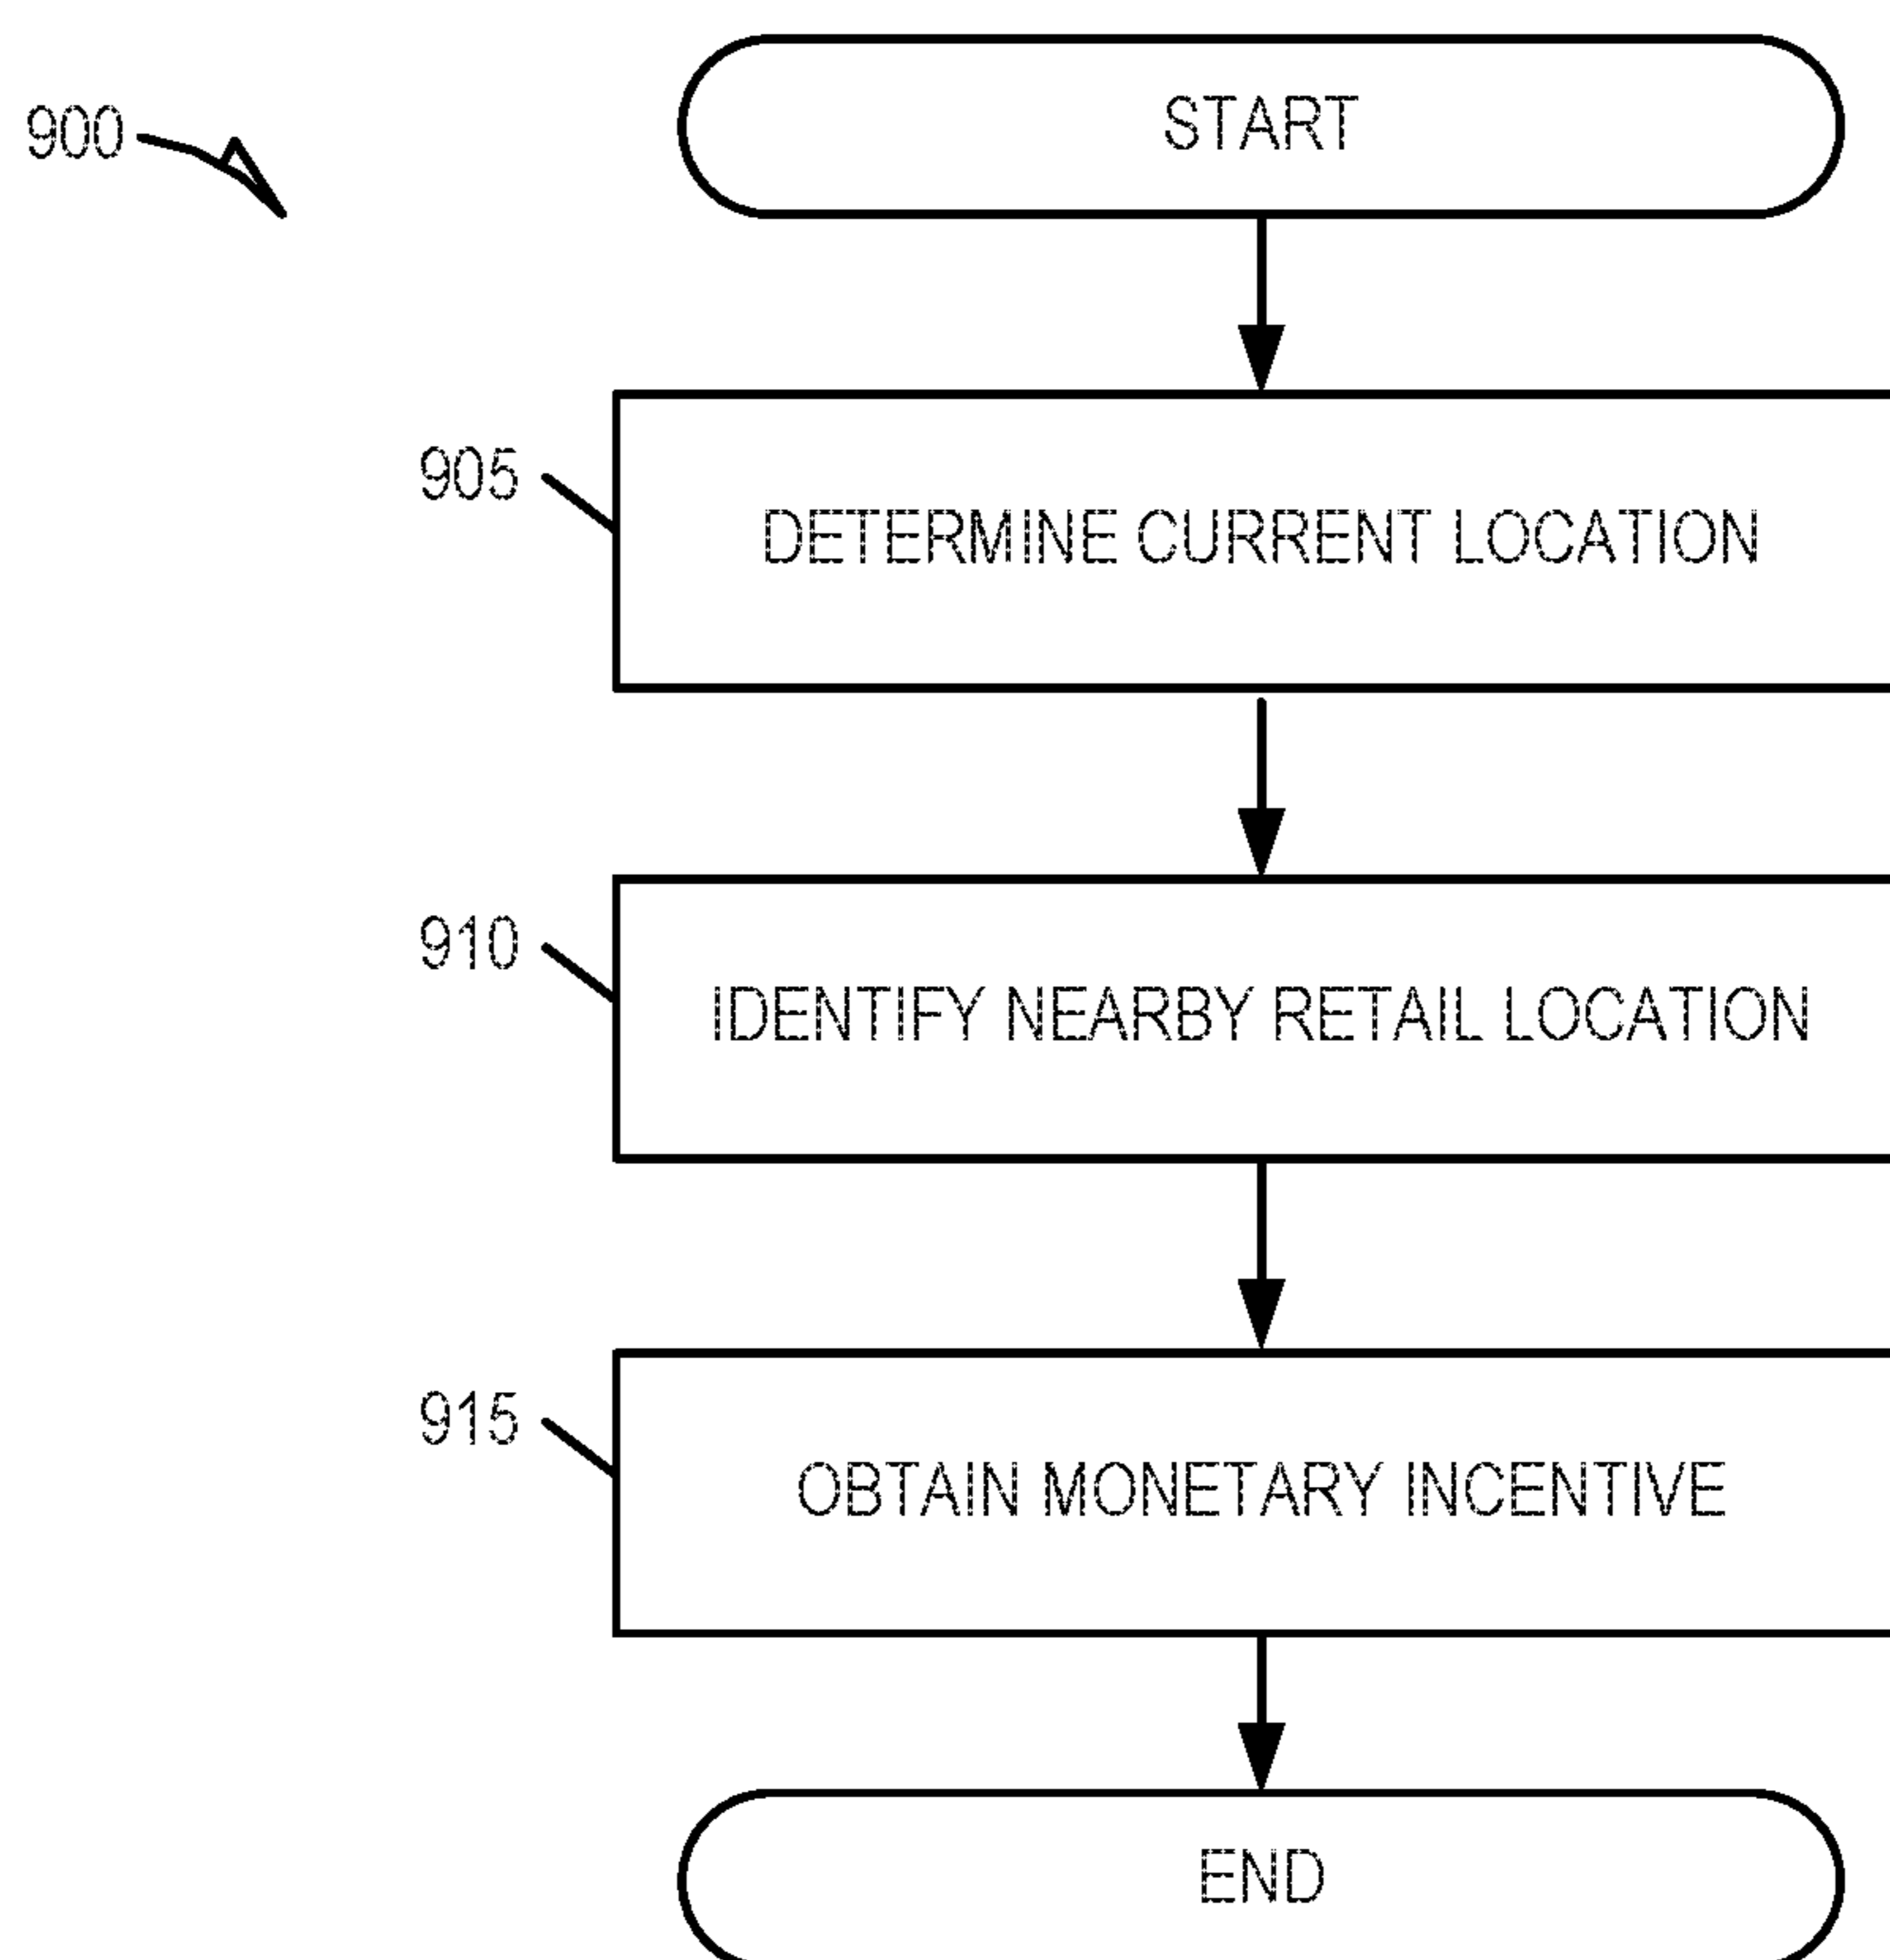 900
START
905
DETERMINE CURRENT LOCATION
910
IDENTIFY NEARBY RETAIL LOCATION
915
OBTAIN MONETARY INCENTIVE
END